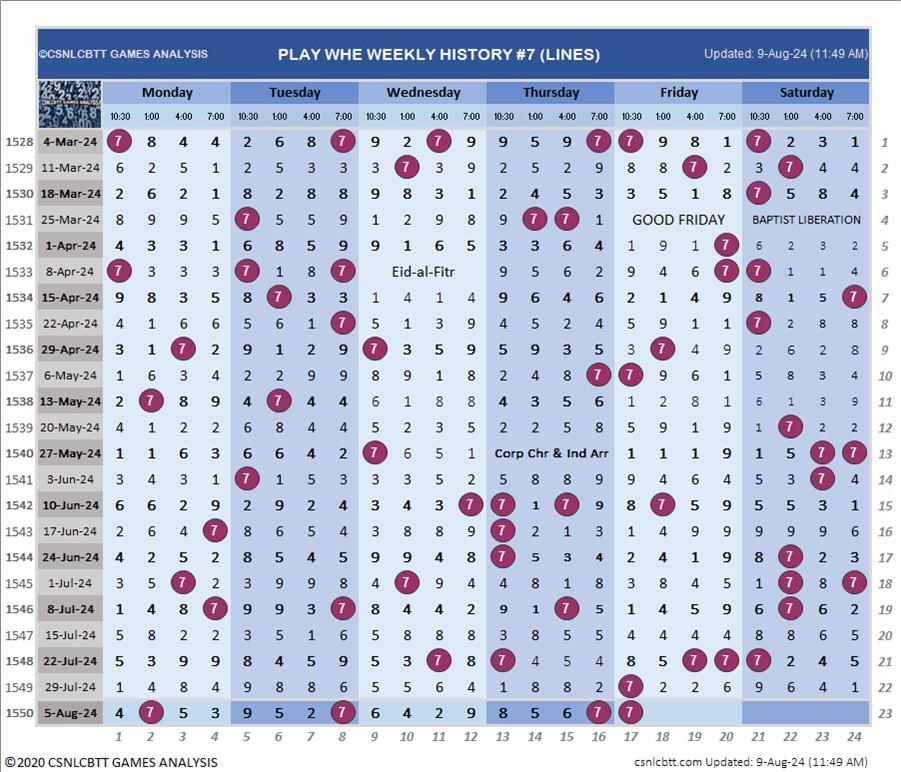 ©CSNLCBTT GAMES ANALYSIS PLAY WHE WEEKLY HISTORY #7 (LINES) Updated: 9-Aug-24 (11:49 AM)
Monday Tuesday Wednesday Thursday Friday Saturday
10:30 1:00 4:00 7:00 10:30 1:00 4:00 7:00 10:30 1:00 4:00 7:00 10:30 1:00 4:00 7:00 10:30 1:00 4:00 7:00 10:30 1:00 4:00 7:00
1528 4-Mar-24 7 8 4 4 2 6 8 7 9 2 7 9 9 5 9 7 7 9 8 1 7 2 3 1 1
1529 11-Mar-24 6 2 5 1 2 5 3 3 3 7 3 9 2 5 2 9 8 8 7 2 3 7 4 4 2
1530 18-Mar-24 2 6 2 1 8 2 8 8 9 8 3 1 2 4 5 3 3 5 1 8 7 5 8 4 3
1531 25-Mar-24 8 9 9 5 7 5 5 9 1 2 9 8 9 7 7 1 GOOD FRIDAY BAPTIST LIBERATION 4
1532 1-Apr-24 4 3 3 1 6 8 5 9 9 1 6 5 3 3 6 4 1 9 1 7 6 2 3 2 5
1533 8-Apr-24 7 3 3 3 7 1 8 7 Eid-al-Fitr 9 5 6 2 9 4 6 7 7 1 1 4 6
1534 15-Apr-24 9 8 3 5 8 7 3 3 1 4 1 4 9 6 4 6 2 1 4 9 8 1 5 7 7
1535 22-Apr-24 4 1 6 6 5 6 1 7 5 1 3 9 4 5 2 4 5 9 1 1 7 2 8 8 8
1536 29-Apr-24 3 1 7 2 9 1 2 9 7 3 5 9 5 9 3 5 3 7 4 9 2 6 2 8 9
1537 6-May-24 1 6 3 4 2 2 9 9 8 9 1 8 2 4 8 7 7 9 6 1 5 8 3 4 10
1538 13-May-24 2 7 8 9 4 7 4 4 6 1 8 8 4 3 5 6 1 2 8 1 6 1 3 9 11
1539 20-May-24 4 1 2 2 6 8 4 4 5 2 3 5 2 2 5 8 5 9 1 9 1 7 2 2 12
1540 27-May-24 1 1 6 3 6 6 4 2 7 6 5 1 Corp Chr & Ind Arr 1 1 1 9 1 5 7 7 13
1541 3-Jun-24 3 4 3 1 7 1 5 3 3 3 5 2 5 8 8 9 9 4 6 4 5 3 7 4 14
1542 10-Jun-24 6 6 2 9 2 9 2 4 3 4 3 7 7 1 7 9 8 7 5 9 5 5 3 1 15
1543 17-Jun-24 2 6 4 7 8 6 5 4 3 8 8 9 7 2 1 3 1 4 9 9 9 9 9 6 16
1544 24-Jun-24 4 2 5 2 8 5 4 5 9 9 4 8 7 5 3 4 2 4 1 9 8 7 2 3 17
1545 1-Jul-24 3 5 7 2 3 9 9 8 4 7 9 4 4 8 1 8 3 8 4 5 1 7 8 7 18
1546 8-Jul-24 1 4 8 7 9 9 3 7 8 4 4 2 9 1 7 5 1 4 5 9 6 7 6 2 19
1547 15-Jul-24 5 8 2 2 3 5 1 6 5 8 8 8 3 8 5 5 4 4 4 4 8 8 6 5 20
1548 22-Jul-24 5 3 9 9 8 4 5 9 5 3 7 8 7 4 5 4 8 5 7 7 7 2 4 5 21
1549 29-Jul-24 1 4 8 4 9 8 8 6 5 5 6 4 1 8 8 2 7 2 2 6 9 6 4 1 22
1550 5-Aug-24 4 7 5 3 9 5 2 7 6 4 2 9 8 5 6 7 7 23
1 2 3 4 5 6 7 8 9 10 11 12 13 14 15 16 17 18 19 20 21 22 23 24
©2020 CSNLCBTT GAMES ANALYSIS csnlcbtt.com Updated: 9-Aug-24 (11:49 AM)